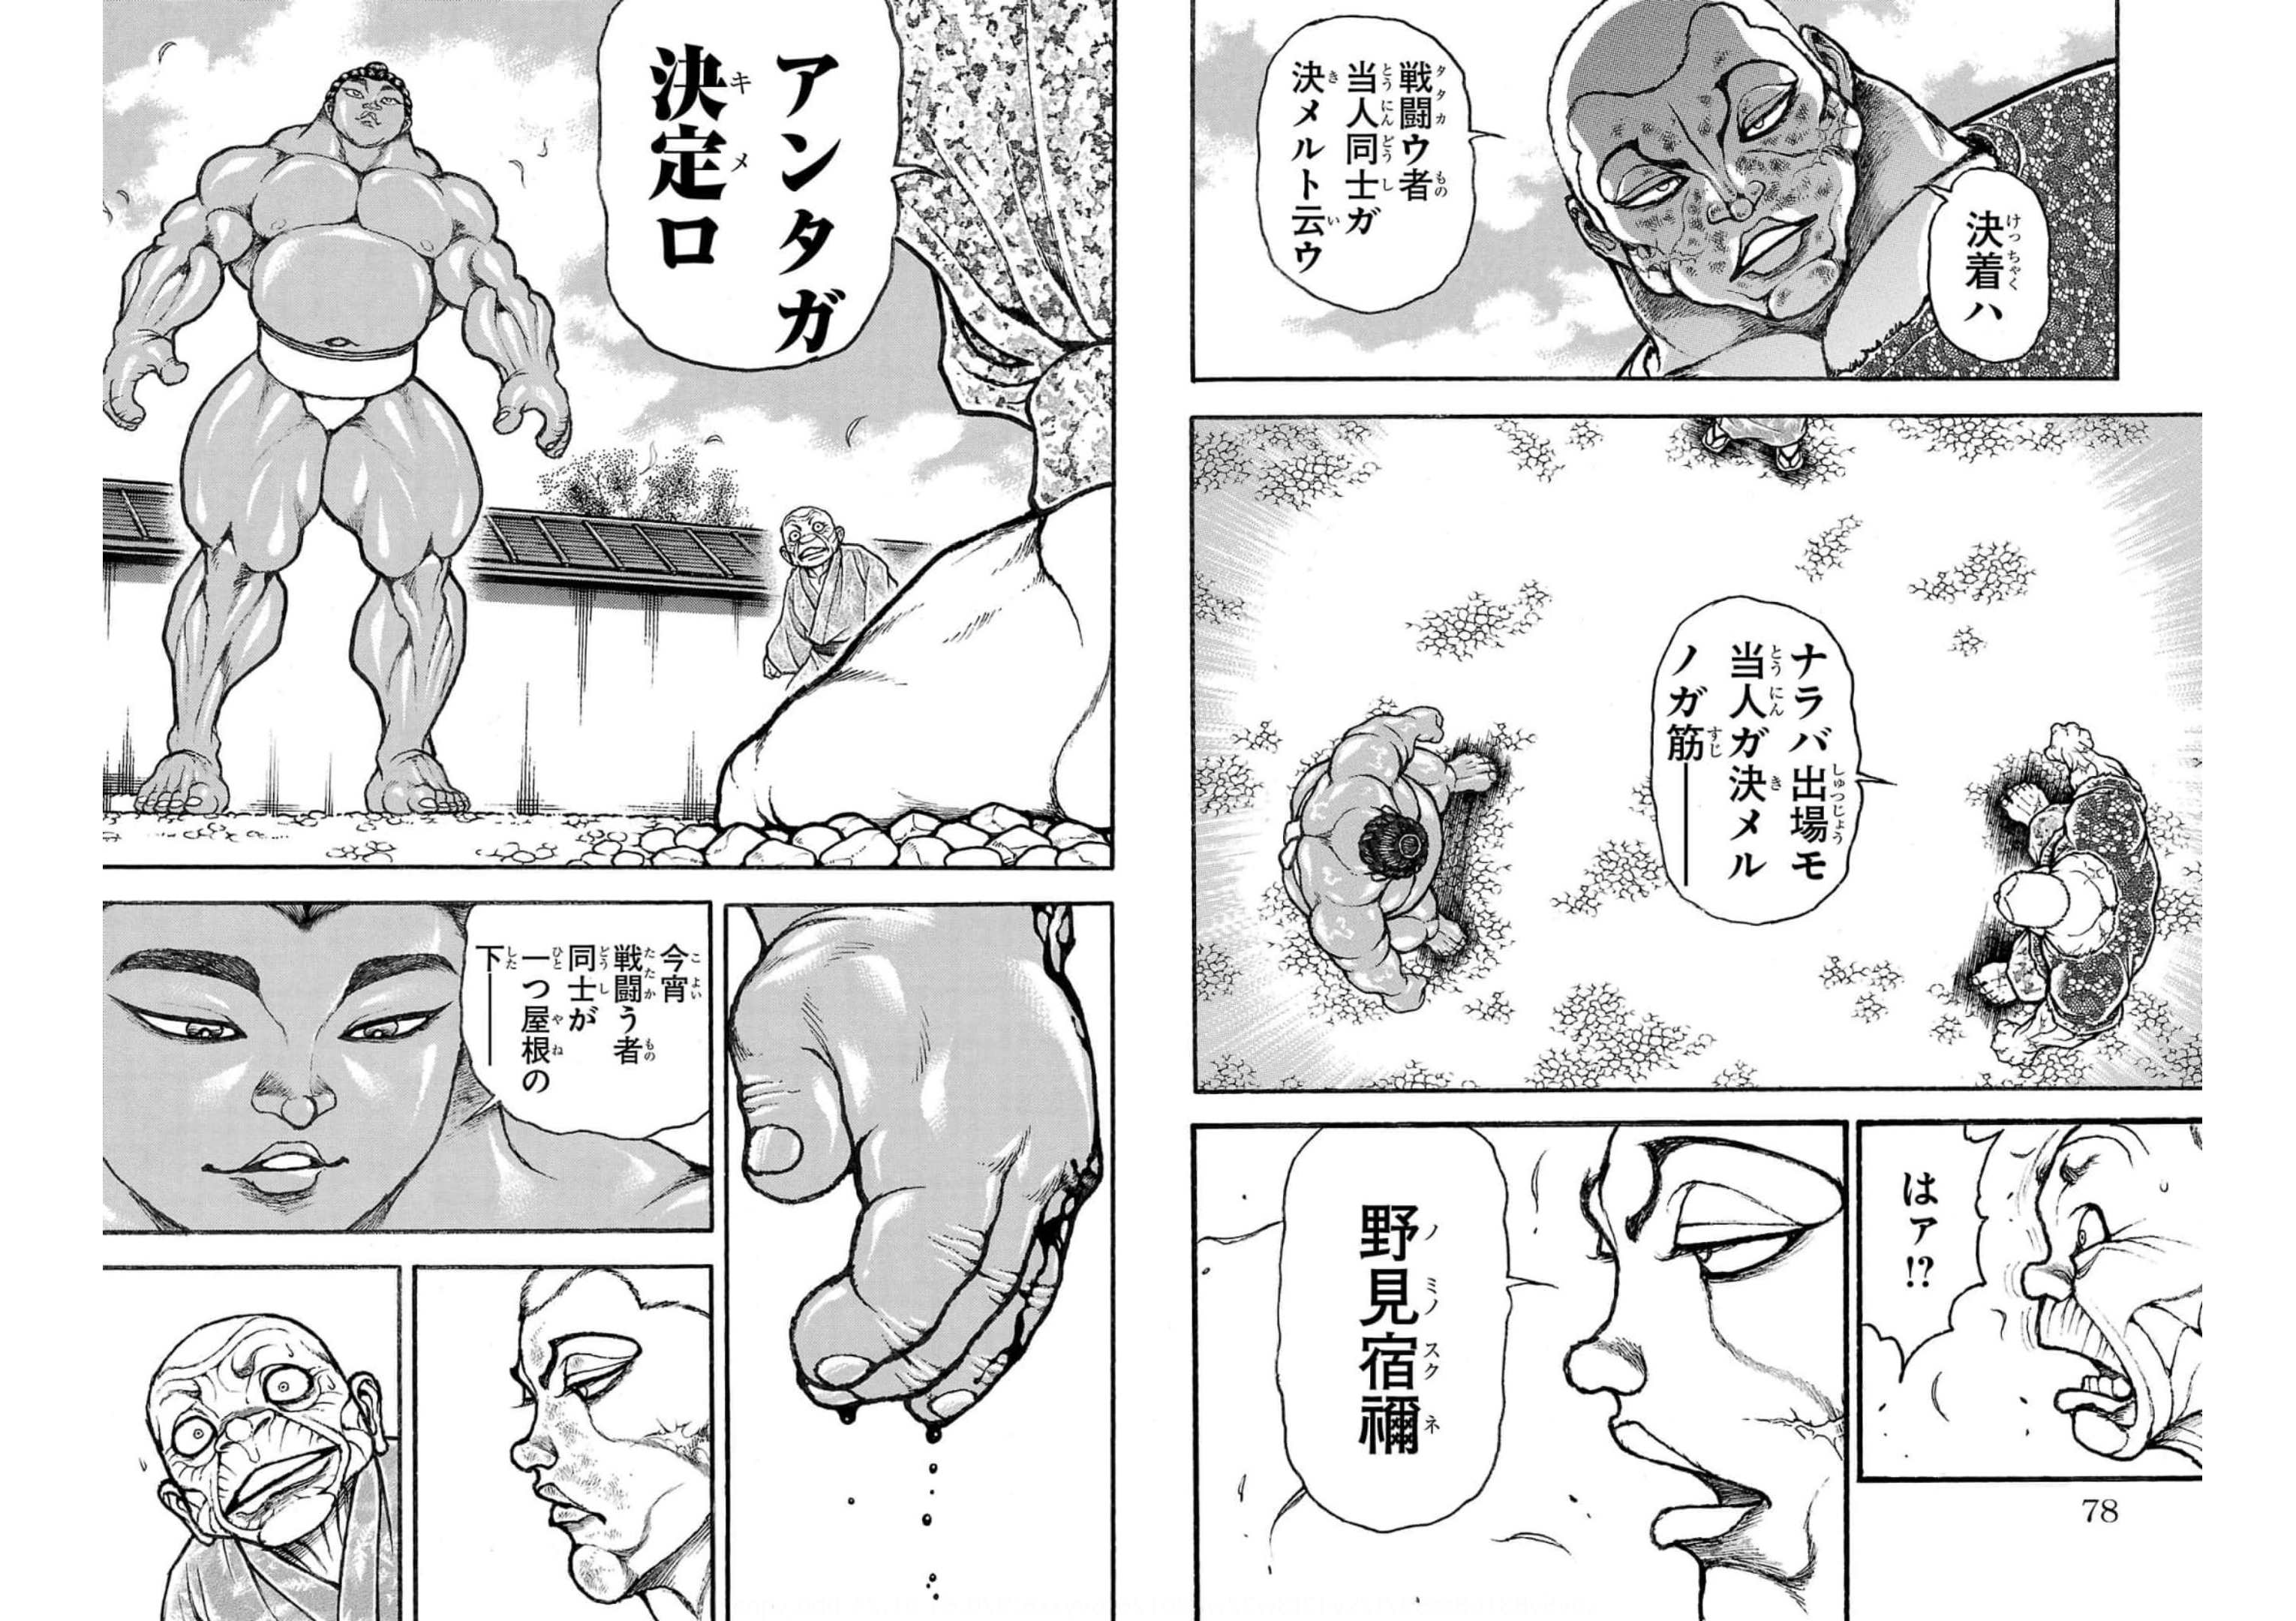 決着ハ
戦闘ウ者
当人同士ガ
決メルト云ウ
ナラバ出場モ
当人ガ決メル
ノガ筋――
はァ!?
野見宿禰
78
アンタガ
決定ロ
今宵
戦闘う者
同士が
一つ屋根の
下――